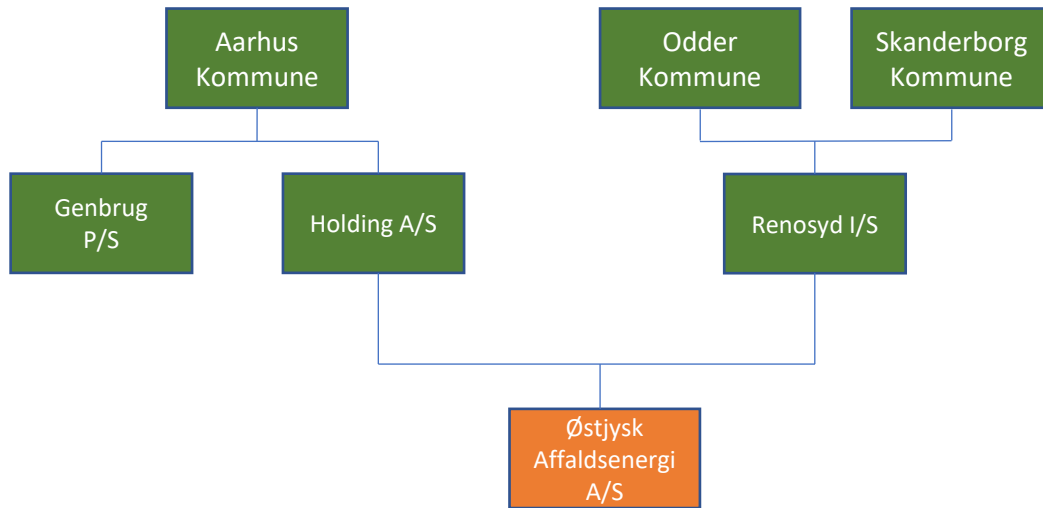 Aarhus
Kommune
Odder
Kommune
Skanderborg
Kommune
Genbrug
P/S
Holding A/S
Renosyd I/S
Østjysk
Affaldsenergi
A/S